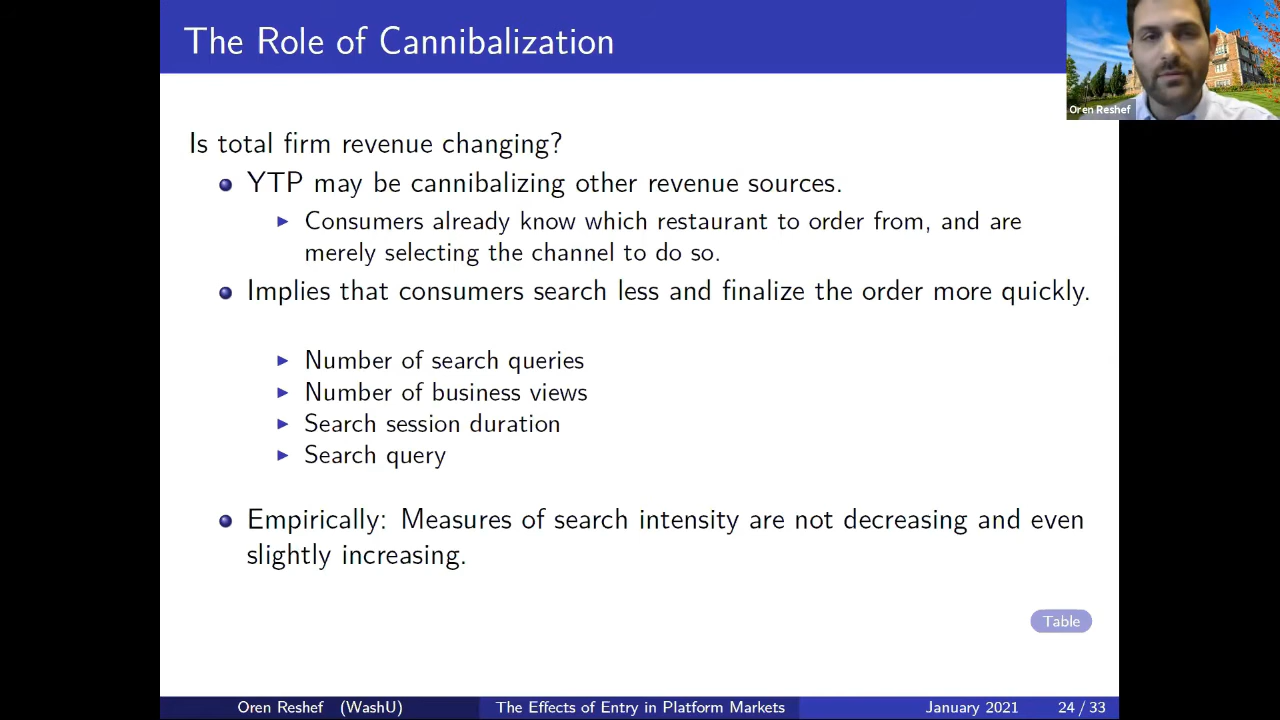 The Role of Cannibalization
Oren Reshef
Is total firm revenue changing?
YTP may be cannibalizing other revenue sources.
Consumers already know which restaurant to order from, and are
merely selecting the channel to do so.
Implies that consumers search less and finalize the order more quickly.
Number of search queries
Number of business views
Search session duration
Search query
Empirically: Measures of search intensity are not decreasing and even
slightly increasing.
Table
Oren Reshef (WashU) The Effects of Entry in Platform Markets January 2021 24 / 33